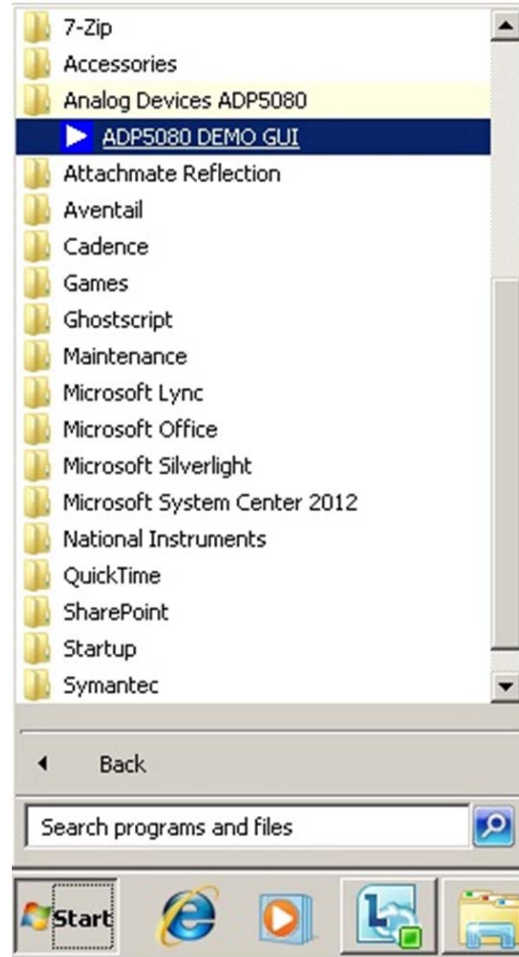 7-Zip
Accessories
Analog Devices ADP5080
ADP5080 DEMO GUI
Attachmate Reflection
Aventail
Cadence
Games
Ghostscript
Maintenance
Microsoft Lync
Microsoft Office
Microsoft Silverlight
Microsoft System Center 2012
National Instruments
QuickTime
SharePoint
Startup
Symantec
Back
Search programs and files
Start